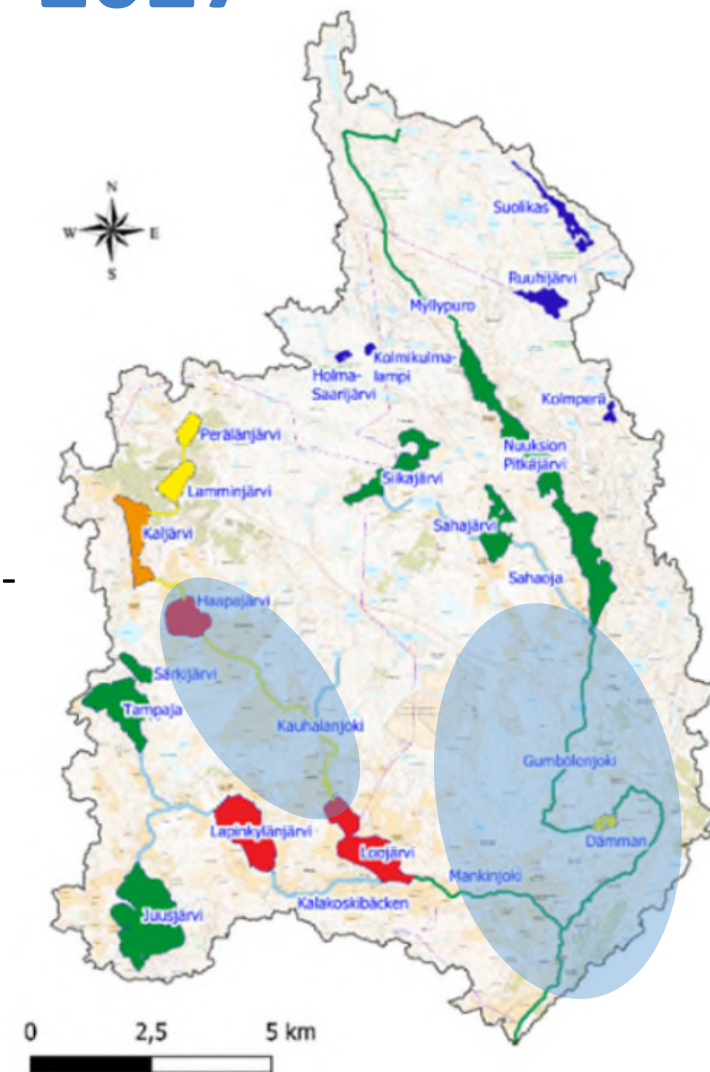 N
W E
S
Suolikas
Ruuhijärvi
Myllypuro
Kolmikulma-
lampi
Holma-
Saarijärvi
Kolmperä
Perälänjärvi
Nuuksion
Pitkäjärvi
Siikajärvi
Lamminjärvi
Sahajärvi
Kaljärvi
Sahaoja
-
Haapajärvi
Särkijärvi
Tampaja
Kauhalanjoki
Gumbölenjoki
Lapinkylänjärvi
Dämman
Loojärvi
Mankinjoki
Kalakoskibäcken
Juusjärvi
0 2,5 5 km